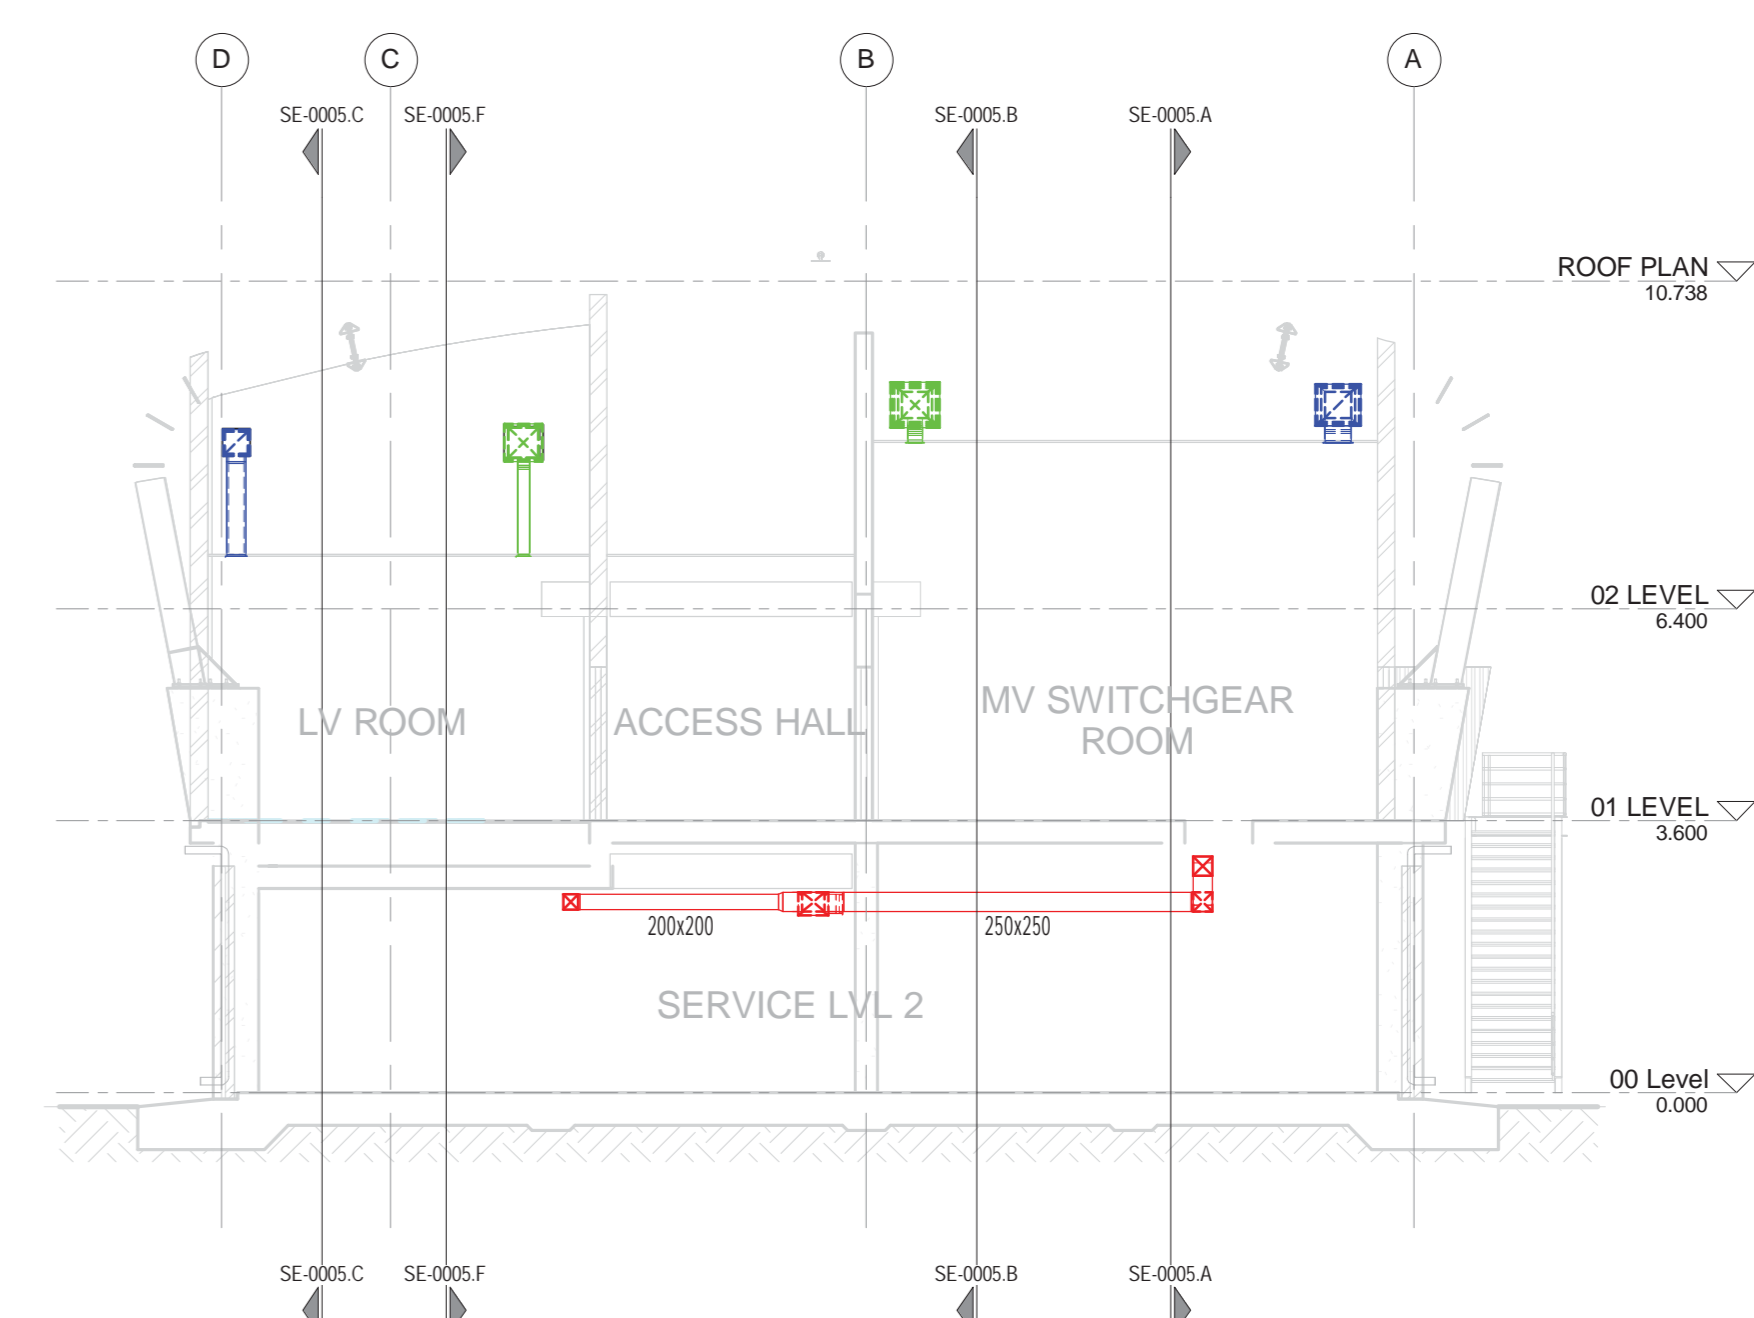 D
C
B
A
SE-0005.C
SE-0005.F
SE-0005.B
SE-0005.A
ROOF PLAN
10.738
02 LEVEL
6.400
LV ROOM
ACCESS HALL
MV SWITCHGEAR
ROOM
01 LEVEL
3.600
200x200
250x250
SERVICE LVL 2
00 Level
0.000
SE-0005.C
SE-0005.F
SE-0005.B
SE-0005.A